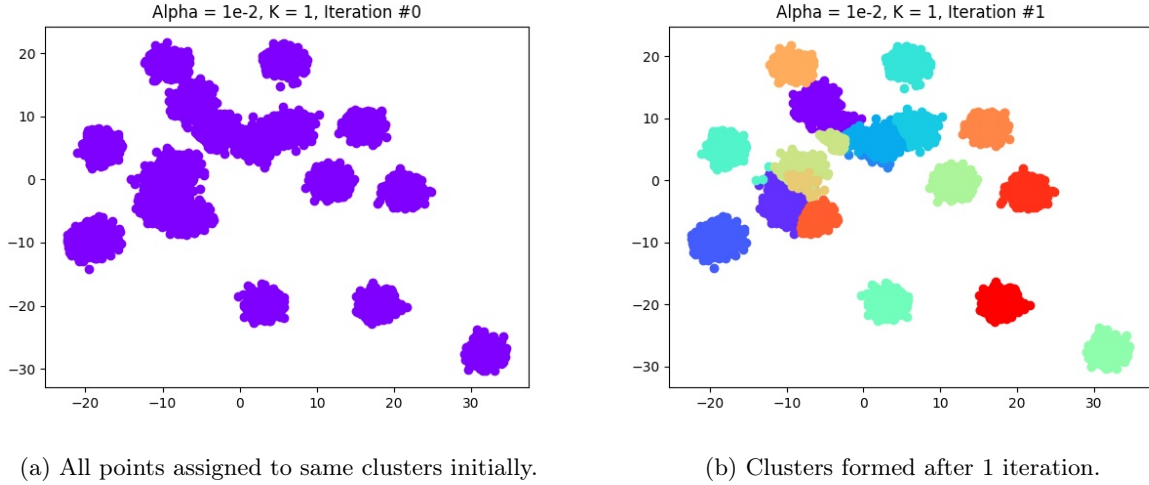 Alpha = 1e-2, K = 1, Iteration #0
20
10
0
−10
−20
−30
−20 −10 0 10 20 30
(a) All points assigned to same clusters initially.
Alpha = 1e-2, K = 1, Iteration #1
20
10
0
−10
−20
−30
−20 −10 0 10 20 30
(b) Clusters formed after 1 iteration.